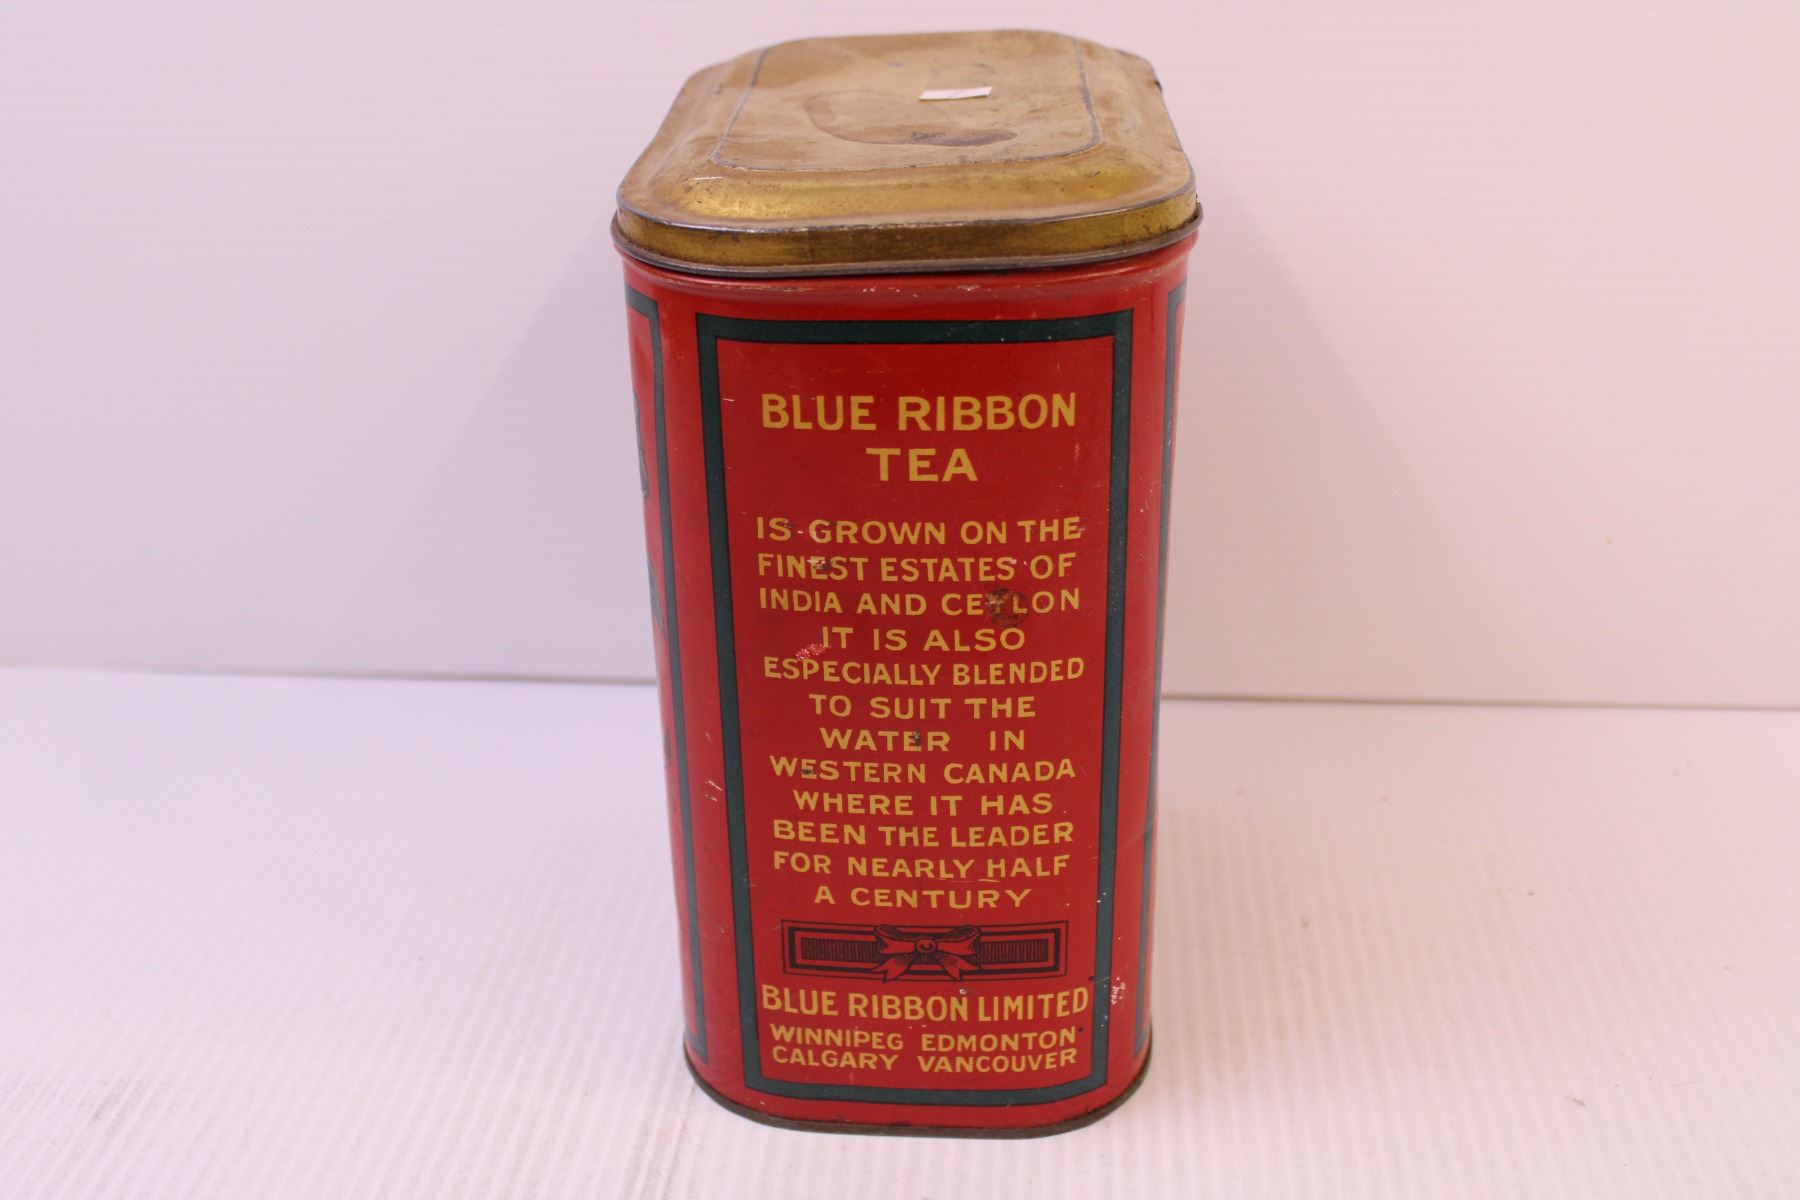 BLUE RIBBON
TEA
IS GROWN ON THE
FINEST ESTATES OF
INDIA AND CEYLON
IT IS ALSO
ESPECIALLY BLENDED
TO SUIT THE
WATER IN
WESTERN CANADA
WHERE IT HAS
BEEN THE LEADER
FOR NEARLY HALF
A CENTURY
BLUE RIBBON LIMITED
WINNIPEG EDMONTON
CALGARY VANCOUVER